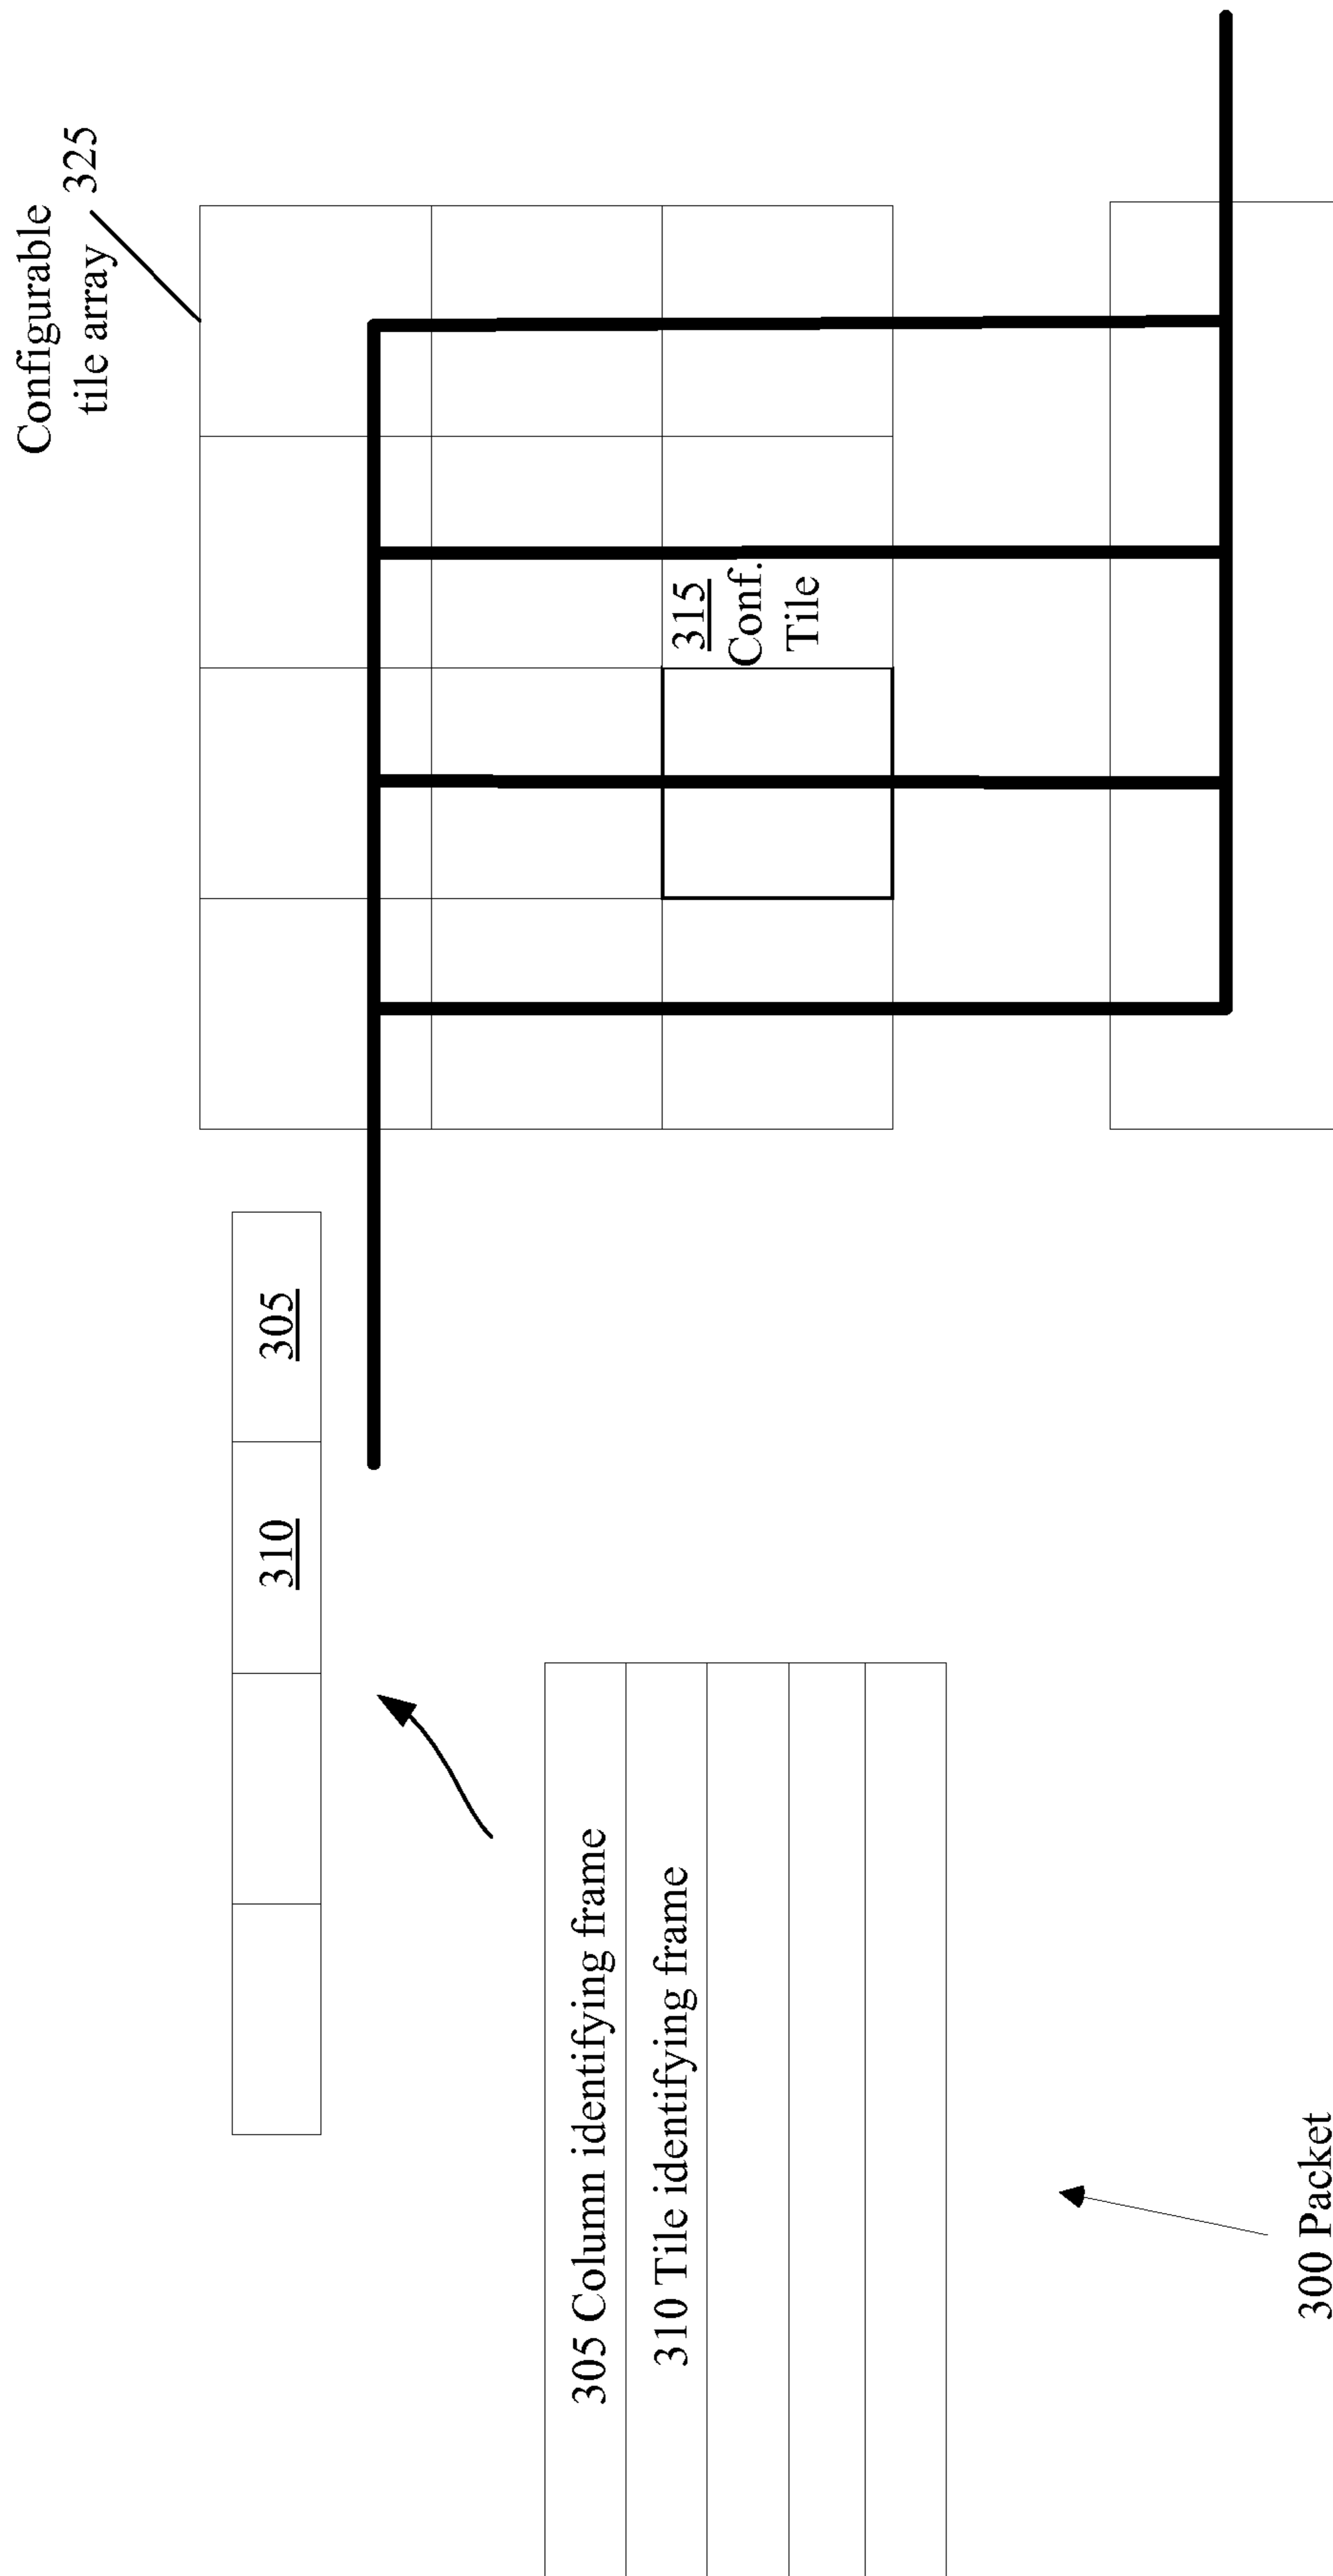 Configurable
tile array 325
315
Conf.
Tile
305
310
305 Column identifying frame
310 Tile identifying frame
300 Packet